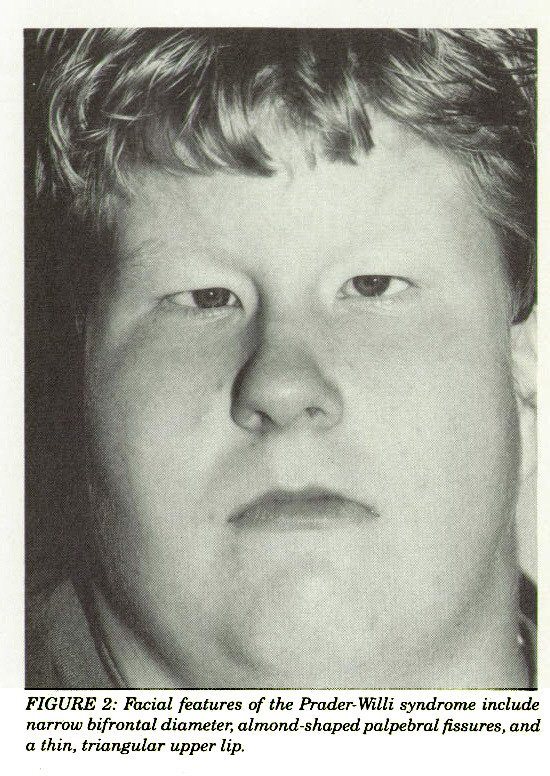 FIGURE 2: Facial features of the Prader-Willi syndrome include
narrow bifrontal diameter, almond-shaped palpebral fissures, and
a thin, triangular upper lip.